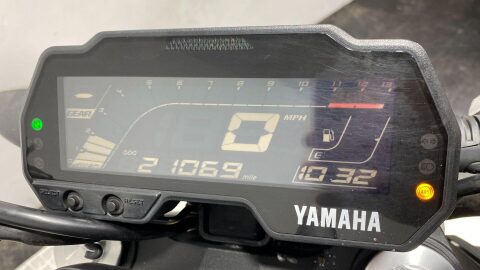 5 6 7 8 9 10 11 12 13
GEAR
0 MPH
ODO
21069 mile
E
10:32
SELECT
RESET
ABS
YAMAHA